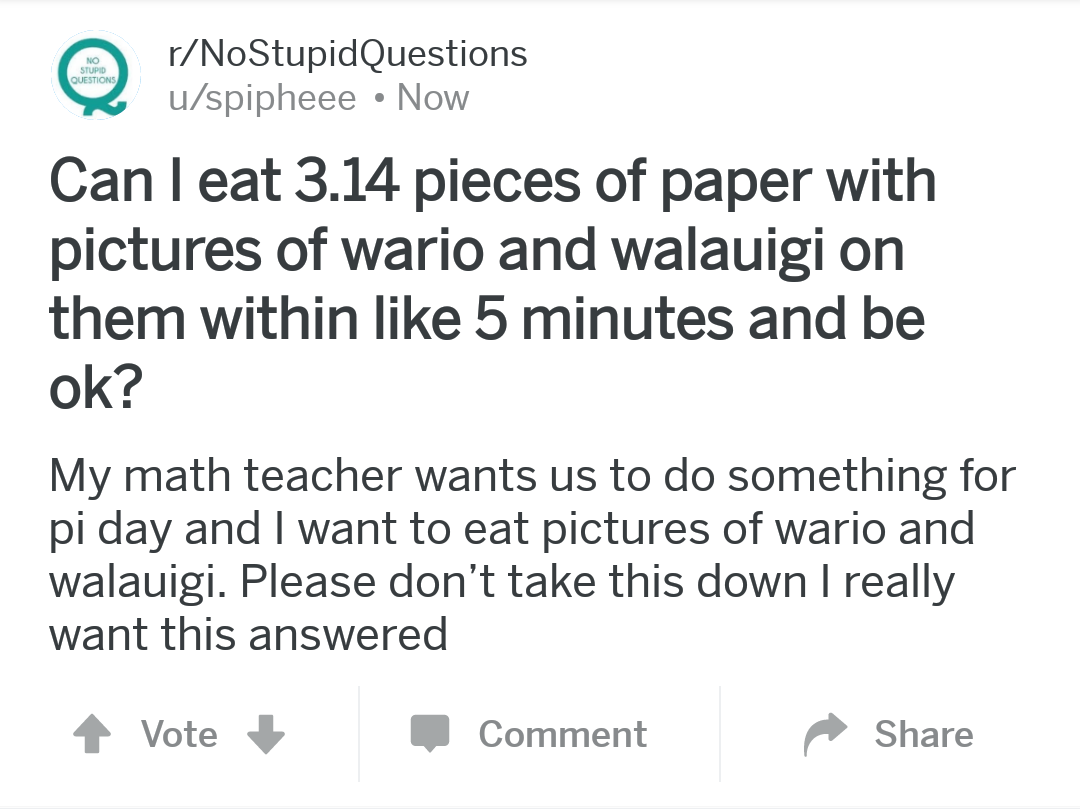 NO
STUPID
QUESTIONS
r/NoStupidQuestions
u/spipheee • Now
Can I eat 3.14 pieces of paper with
pictures of wario and walauigi on
them within like 5 minutes and be
ok?
My math teacher wants us to do something for
pi day and I want to eat pictures of wario and
walauigi. Please don't take this down I really
want this answered
Vote
Comment
Share